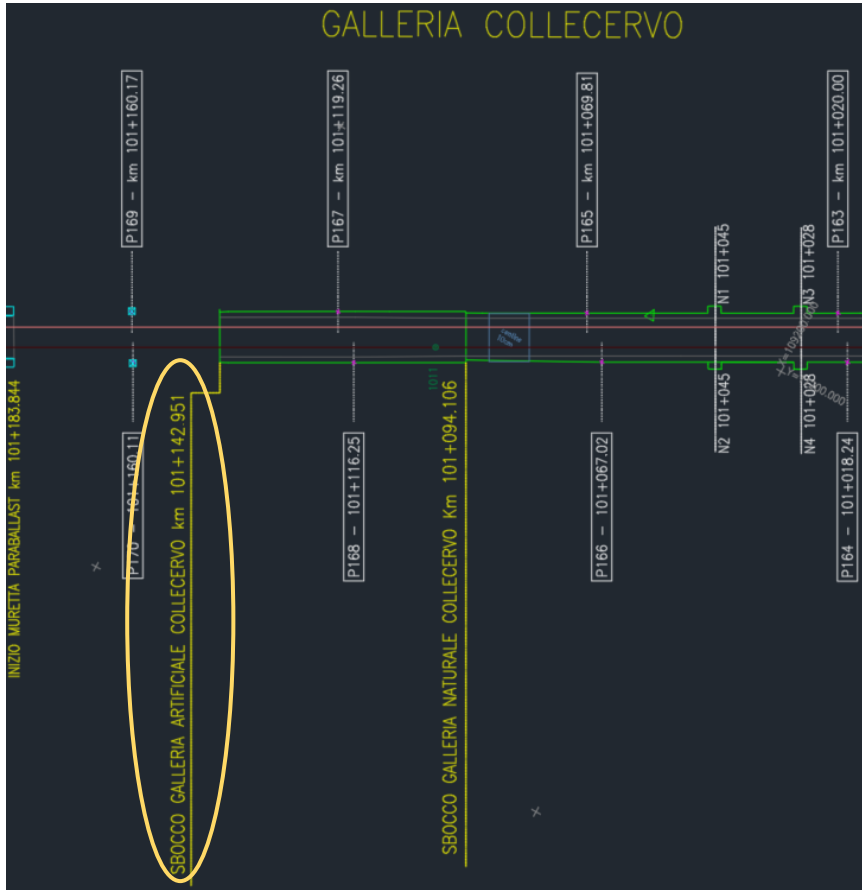 GALLERIA COLLECERVO
P169 - km 101+160.17
P167 - km 101+119.26
P165 - km 101+069.81
P163 - km 101+020.00
N1 101+045
N3 101+028
INIZIO MURETTA PARABALLAST km 101+183.844
P170 - 101+160.11
SBOCCO GALLERIA ARTIFICIALE COLLECERVO km 101+142.951
P168 - 101+116.25
1011
SBOCCO GALLERIA NATURALE COLLECERVO Km 101+094.106
P166 - 101+067.02
N2 101+045
N4 101+028
P164 - 101+018.24